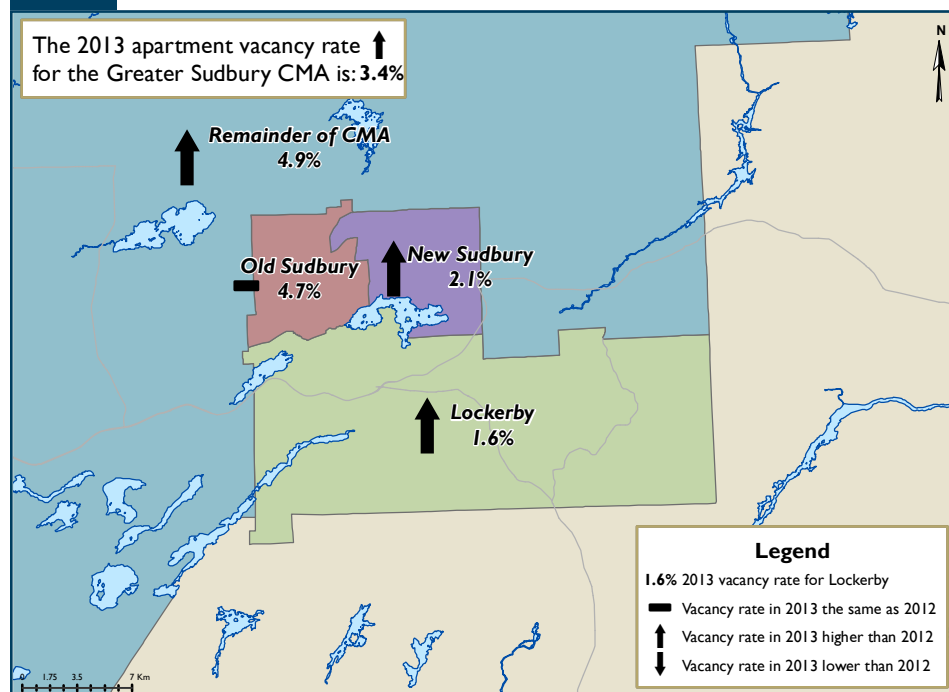 The 2013 apartment vacancy rate
for the Greater Sudbury CMA is: 3.4%
N
Remainder of CMA
4.9%
Old Sudbury
4.7%
New Sudbury
2.1%
Lockerby
1.6%
Legend
1.6% 2013 vacancy rate for Lockerby
Vacancy rate in 2013 the same as 2012
Vacancy rate in 2013 higher than 2012
Vacancy rate in 2013 lower than 2012
0 1.75 3.5 7 Km